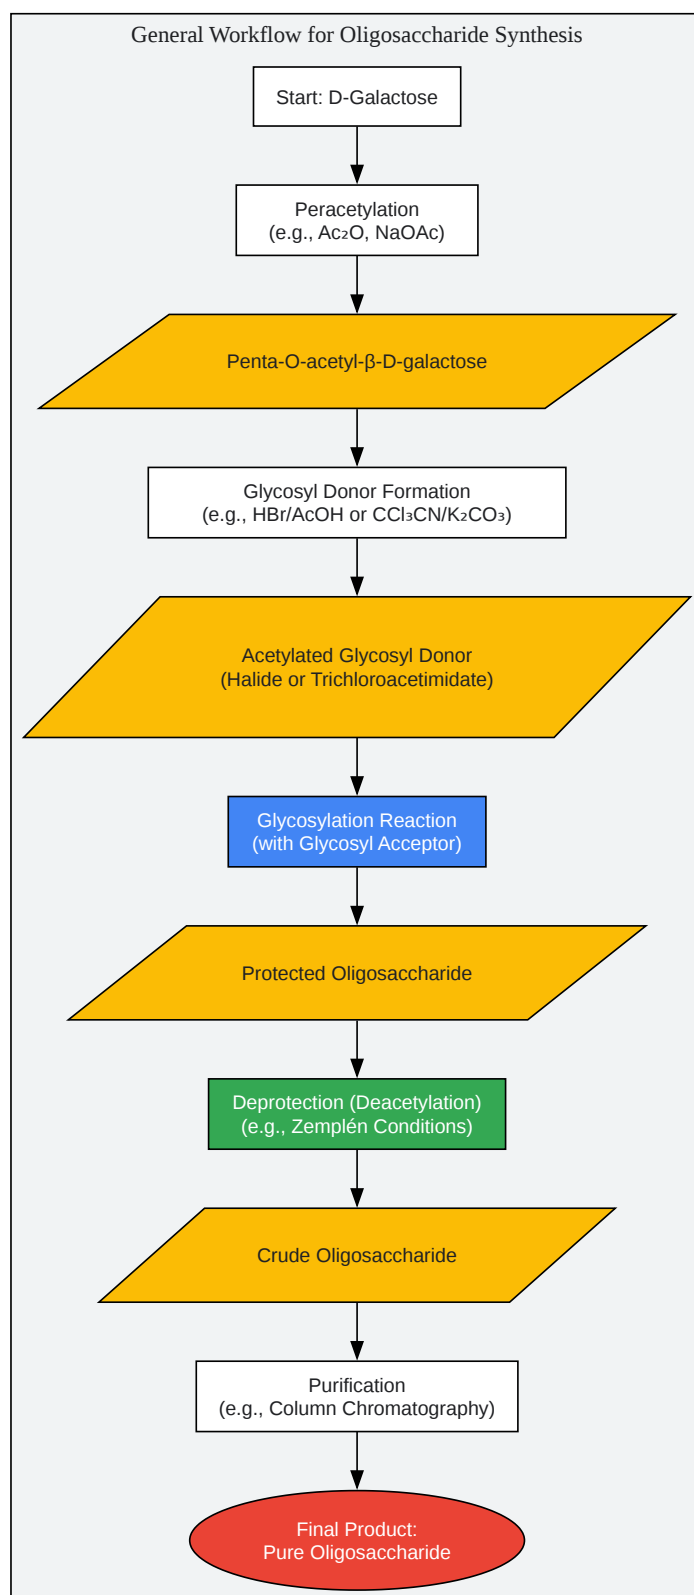 General Workflow for Oligosaccharide Synthesis
Start: D-Galactose
Peracetylation
(e.g., Ac₂O, NaOAc)
Penta-O-acetyl-β-D-galactose
Glycosyl Donor Formation
(e.g., HBr/AcOH or CCl₃CN/K₂CO₃)
Acetylated Glycosyl Donor
(Halide or Trichloroacetimidate)
Glycosylation Reaction
(with Glycosyl Acceptor)
Protected Oligosaccharide
Deprotection (Deacetylation)
(e.g., Zemplén Conditions)
Crude Oligosaccharide
Purification
(e.g., Column Chromatography)
Final Product:
Pure Oligosaccharide